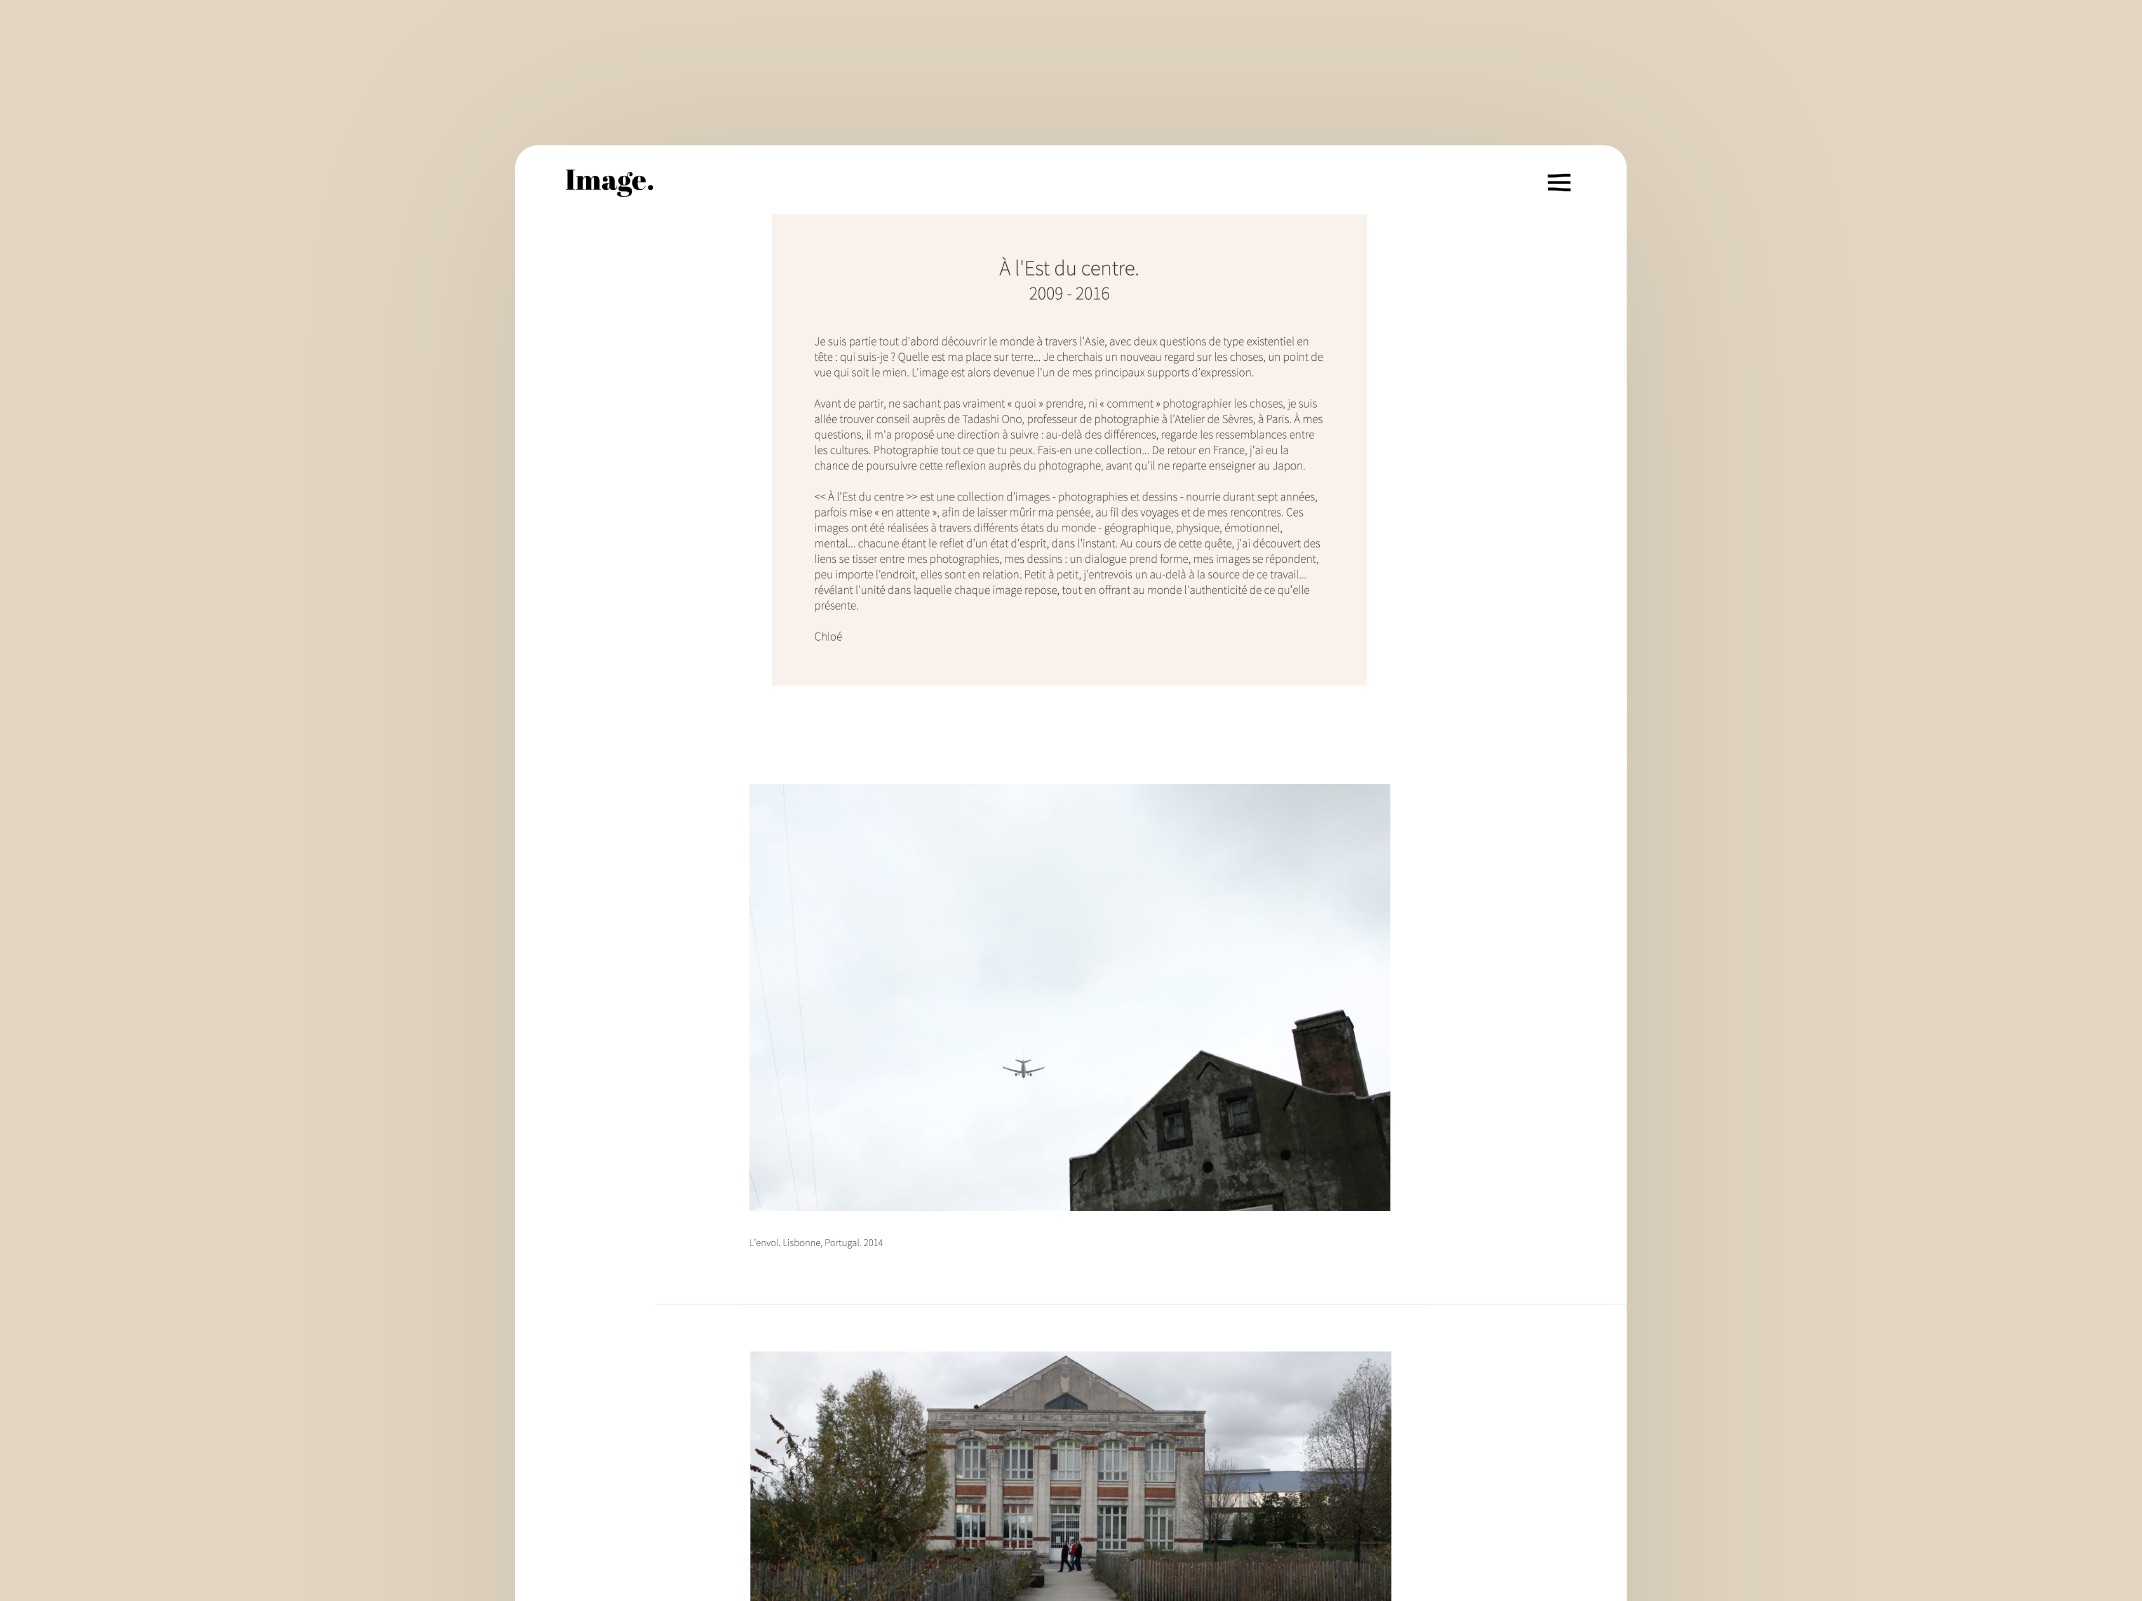 Image.
À l'Est du centre.
2009 - 2016
Je suis partie tout d'abord découvrir le monde à travers l'Asie, avec deux questions de type existentiel en
tête : qui suis-je ? Quelle est ma place sur terre... Je cherchais un nouveau regard sur les choses, un point de
vue qui soit le mien. L'image est alors devenue l'un de mes principaux supports d'expression.
Avant de partir, ne sachant pas vraiment « quoi » prendre, ni « comment » photographier les choses, je suis
allée trouver conseil auprès de Tadashi Ono, professeur de photographie à l'Atelier de Sèvres, à Paris. À mes
questions, il m'a proposé une direction à suivre : au-delà des différences, regarde les ressemblances entre
les cultures. Photographie tout ce que tu peux. Fais-en une collection... De retour en France, j'ai eu la
chance de poursuivre cette reflexion auprès du photographe, avant qu'il ne reparte enseigner au Japon.
<< À l'Est du centre >> est une collection d'images - photographies et dessins - nourrie durant sept années,
parfois mise « en attente », afin de laisser mûrir ma pensée, au fil des voyages et de mes rencontres. Ces
images ont été réalisées à travers différents états du monde - géographique, physique, émotionnel,
mental... chacune étant le reflet d'un état d'esprit, dans l'instant. Au cours de cette quête, j'ai découvert des
liens se tisser entre mes photographies, mes dessins : un dialogue prend forme, mes images se répondent,
peu importe l'endroit, elles sont en relation. Petit à petit, j'entrevois un au-delà à la source de ce travail...
révélant l'unité dans laquelle chaque image repose, tout en offrant au monde l'authenticité de ce qu'elle
présente.
Chloé
L'envol. Lisbonne, Portugal. 2014